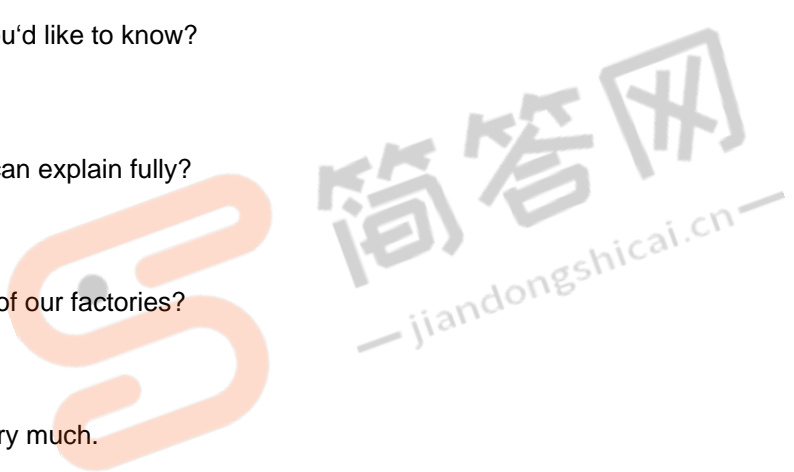 u‘d like to know?
an explain fully?
of our factories?
ry much.
简答网
jiandongshicai.cn